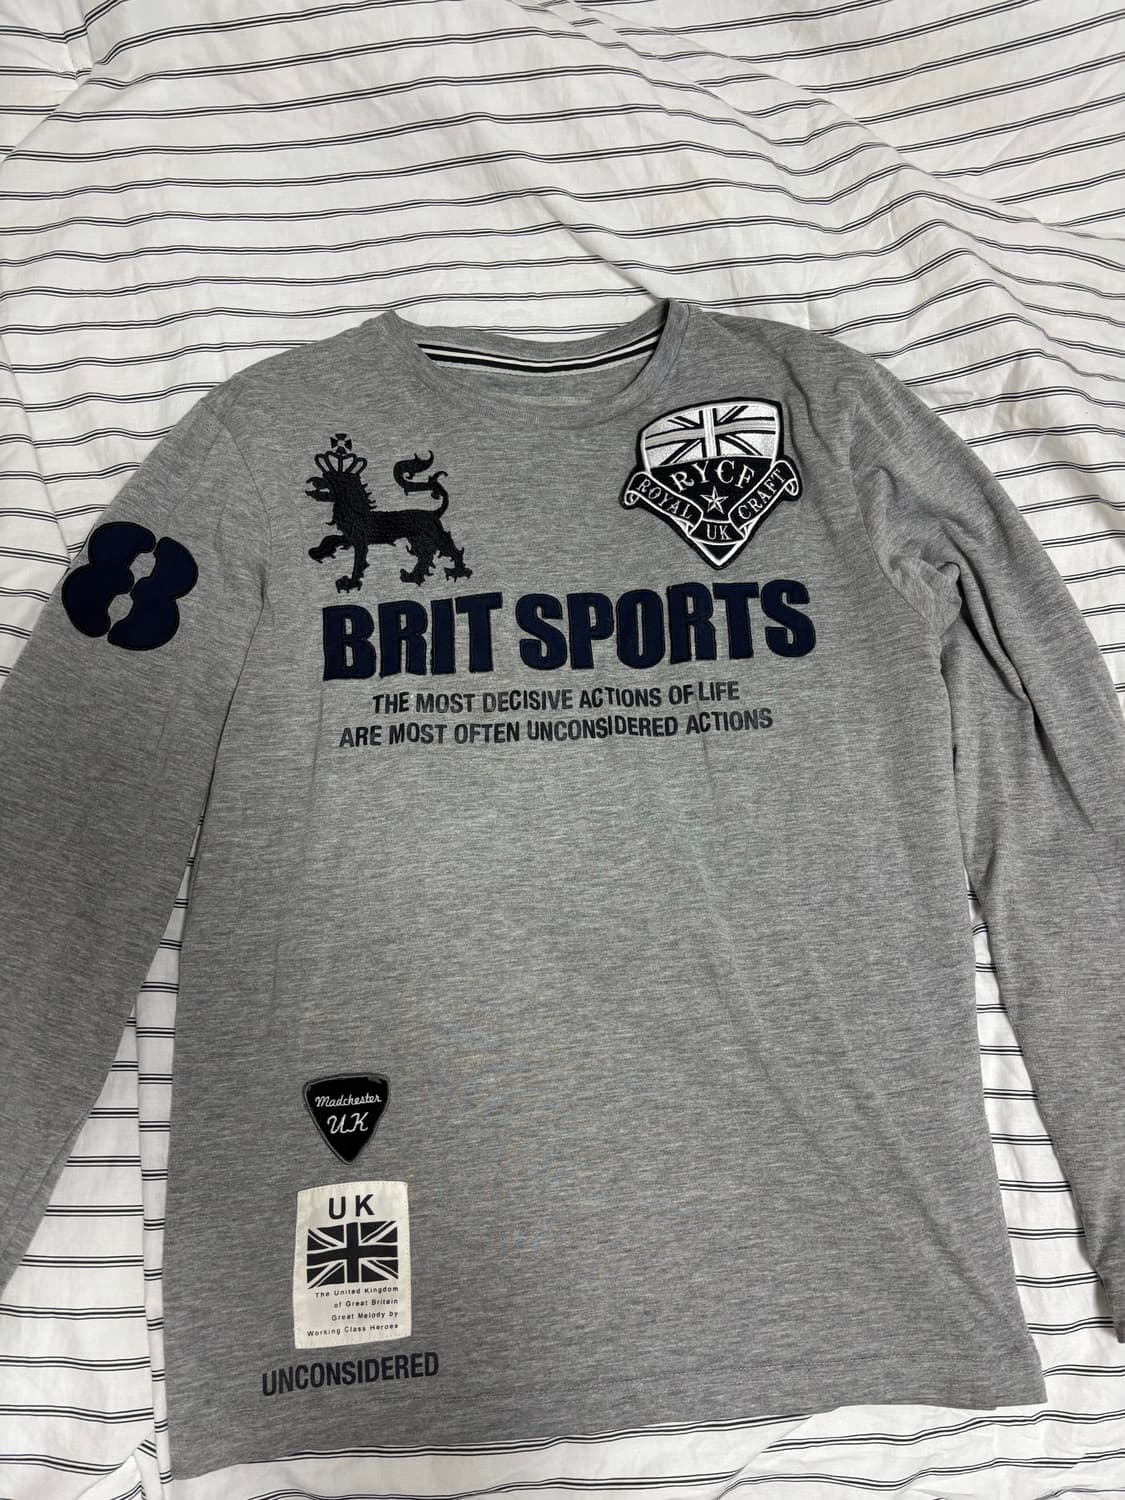 RYCF
ROYAL CRAFT
UK
8
BRIT SPORTS
THE MOST DECISIVE ACTIONS OF LIFE
ARE MOST OFTEN UNCONSIDERED ACTIONS
Madchester
UK
UK
The United Kingdom
of Great Britain
Great Melody by
Working Class Heroes
UNCONSIDERED